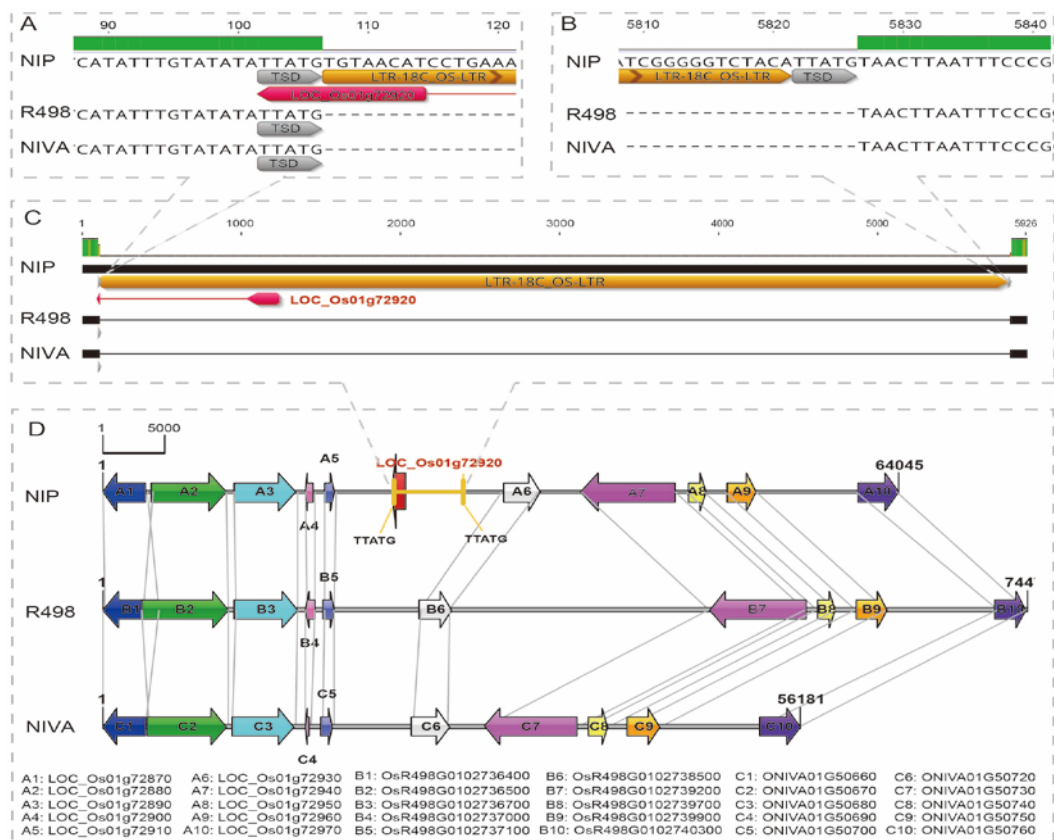 A
90 100 110 120
NIP
CATATTTGTATATATTATGTGTAACATCCTGAAA
TSD LTR-18C_OS-LTR
LOC_Os01g72920
R498
CATATTTGTATATATTATG
TSD
NIVA
CATATTTGTATATATTATG
TSD
B
5810 5820 5830 5840
NIP
ATCGGGGGTCTACATTATGTAACTTAATTTCCCG
LTR-18C_OS-LTR TSD
R498
TAACTTAATTTCCCG
NIVA
TAACTTAATTTCCCG
C
1 1000 2000 3000 4000 5000 5926
NIP
LTR-18C_OS-LTR
LOC_Os01g72920
R498
NIVA
D
1 5000
1 A5 LOC_Os01g72920 64045
NIP A1 A2 A3 A6 A7 A8 A9 A10
A4 TTATG TTATG
1 B5 744
R498 B1 B2 B3 B6 B7 B8 B9 B10
B4
1 C5 56181
NIVA C1 C2 C3 C6 C7 C8 C9 C10
C4
A1: LOC_Os01g72870 A6: LOC_Os01g72930 B1: OsR498G0102736400 B6: OsR498G0102738500 C1: ONIVA01G50660 C6: ONIVA01G50720
A2: LOC_Os01g72880 A7: LOC_Os01g72940 B2: OsR498G0102736500 B7: OsR498G0102739200 C2: ONIVA01G50670 C7: ONIVA01G50730
A3: LOC_Os01g72890 A8: LOC_Os01g72950 B3: OsR498G0102736700 B8: OsR498G0102739700 C3: ONIVA01G50680 C8: ONIVA01G50740
A4: LOC_Os01g72900 A9: LOC_Os01g72960 B4: OsR498G0102737000 B9: OsR498G0102739900 C4: ONIVA01G50690 C9: ONIVA01G50750
A5: LOC_Os01g72910 A10: LOC_Os01g72970 B5: OsR498G0102737100 B10: OsR498G0102740300 C5: ONIVA01G50700 C10: ONIVA01G50760